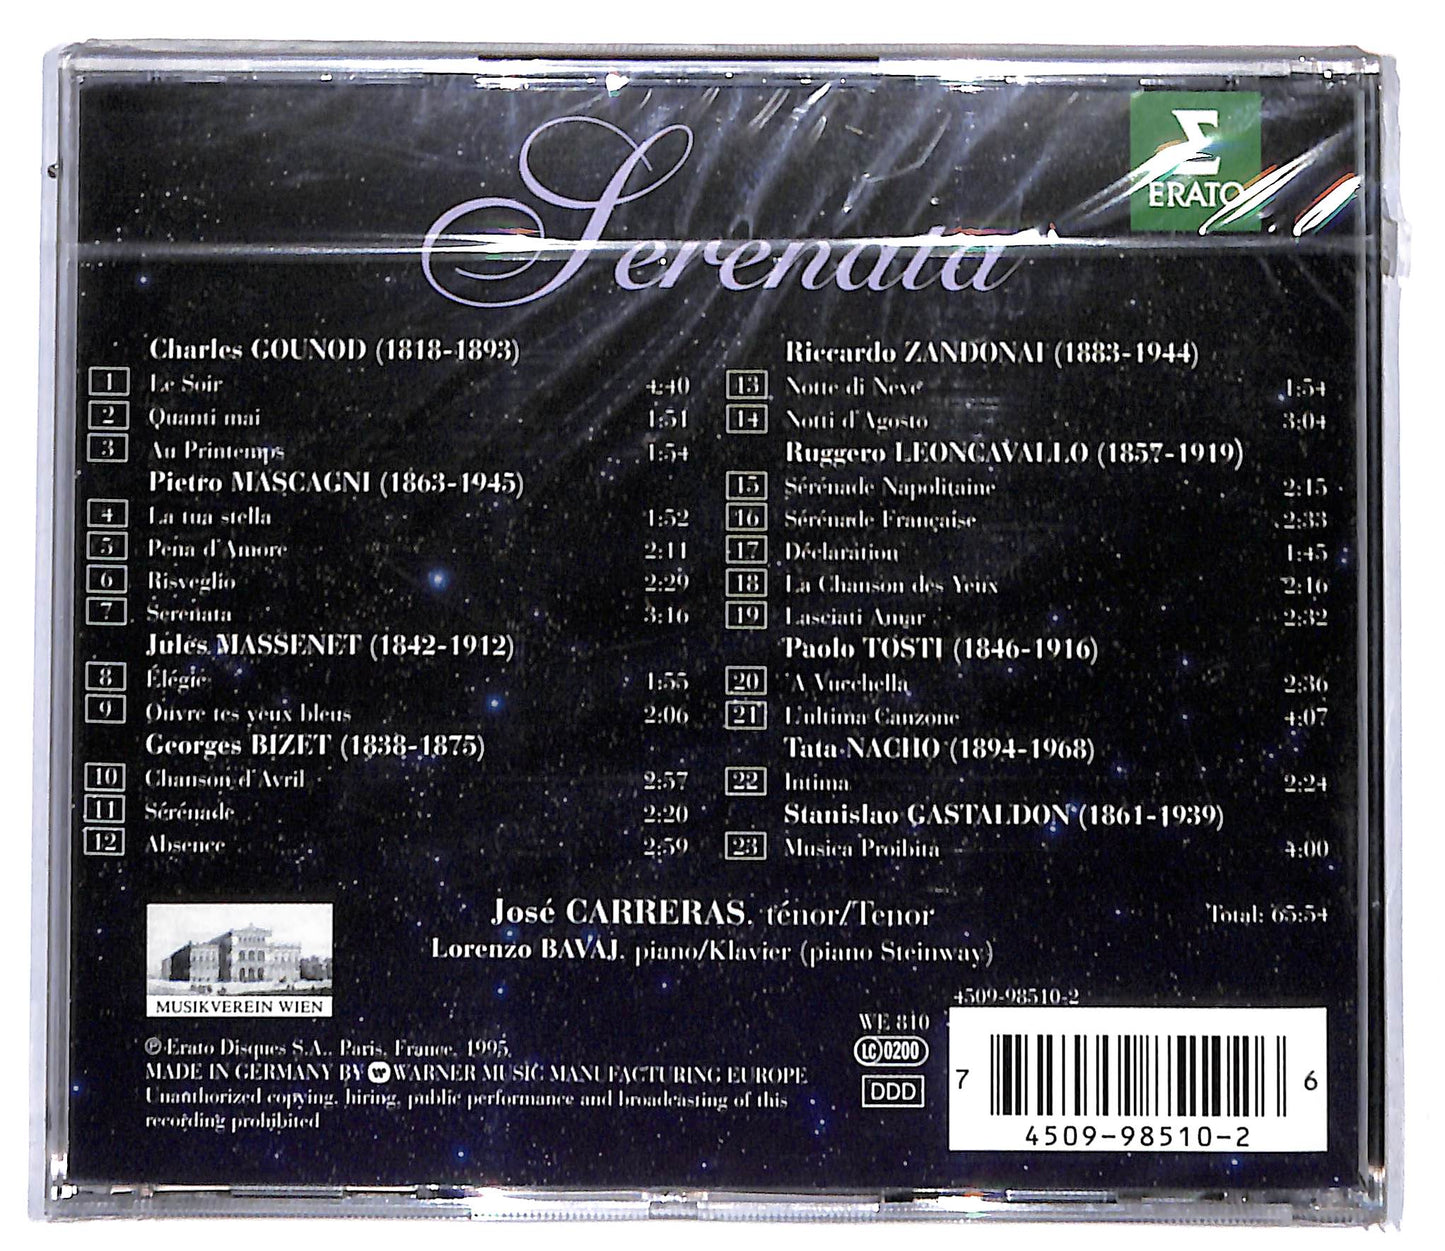 Serenata
Σ
ERATO
Charles GOUNOD (1818-1893)
1 Le Soir 4:40
2 Quanti mai 1:51
3 Au Printemps 1:54
Pietro MASCAGNI (1863-1945)
4 La tua stella 1:52
5 Pena d'Amore 2:11
6 Risveglio 2:29
7 Serenata 3:16
Jules MASSENET (1842-1912)
8 Élégie 1:55
9 Ouvre tes yeux bleus 2:06
Georges BIZET (1838-1875)
10 Chanson d'Avril 2:57
11 Sérénade 2:20
12 Absence 2:59
Riccardo ZANDONAI (1883-1944)
13 Notte di Neve 1:54
14 Notti d'Agosto 3:04
Ruggero LEONCAVALLO (1857-1919)
15 Sérénade Napolitaine 2:15
16 Sérénade Française 2:33
17 Déclaration 1:45
18 La Chanson des Yeux 2:16
19 Lasciati Amar 2:32
Paolo TOSTI (1846-1916)
20 'A Vucchella 2:36
21 L'ultima Canzone 4:07
Tata NACHO (1894-1968)
22 Intima 2:24
Stanislao GASTALDON (1861-1939)
23 Musica Proibita 4:00
José CARRERAS, ténor/Tenor
Total: 65:54
Lorenzo BAVAJ, piano/Klavier (piano Steinway)
MUSIKVEREIN WIEN
℗ Erato Disques S.A., Paris, France, 1995.
MADE IN GERMANY BY W WARNER MUSIC MANUFACTURING EUROPE
Unauthorized copying, hiring, public performance and broadcasting of this
recording prohibited
WE 810
LC 0200
DDD
4509-98510-2
7 6
4509-98510-2